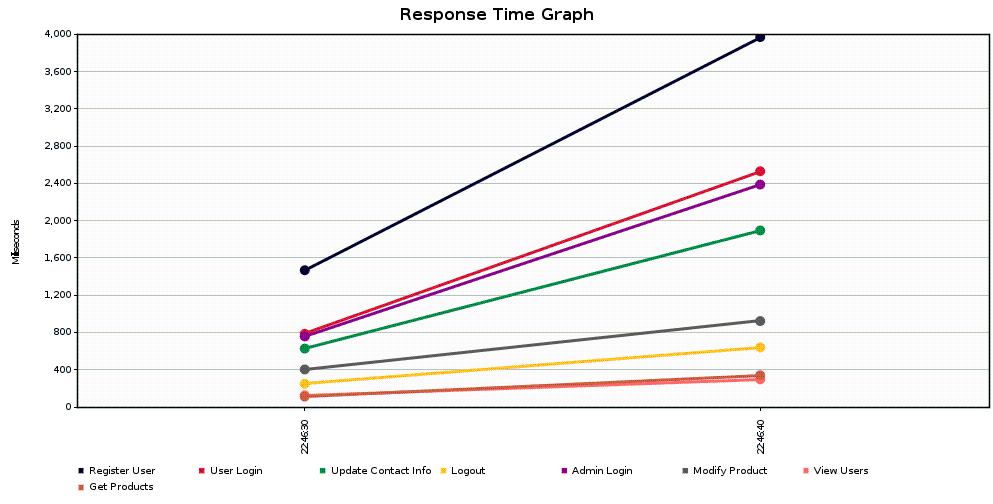 Response Time Graph
4,000
3,600
3,200
2,800
2,400
2,000
1,600
1,200
800
400
0
Milliseconds
22:46:30
22:46:40
Register User
User Login
Update Contact Info
Logout
Admin Login
Modify Product
View Users
Get Products